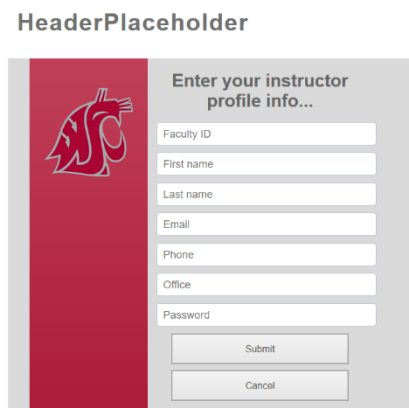 HeaderPlaceholder
Enter your instructor
profile info...
Faculty ID
First name
Last name
Email
Phone
Office
Password
Submit
Cancel